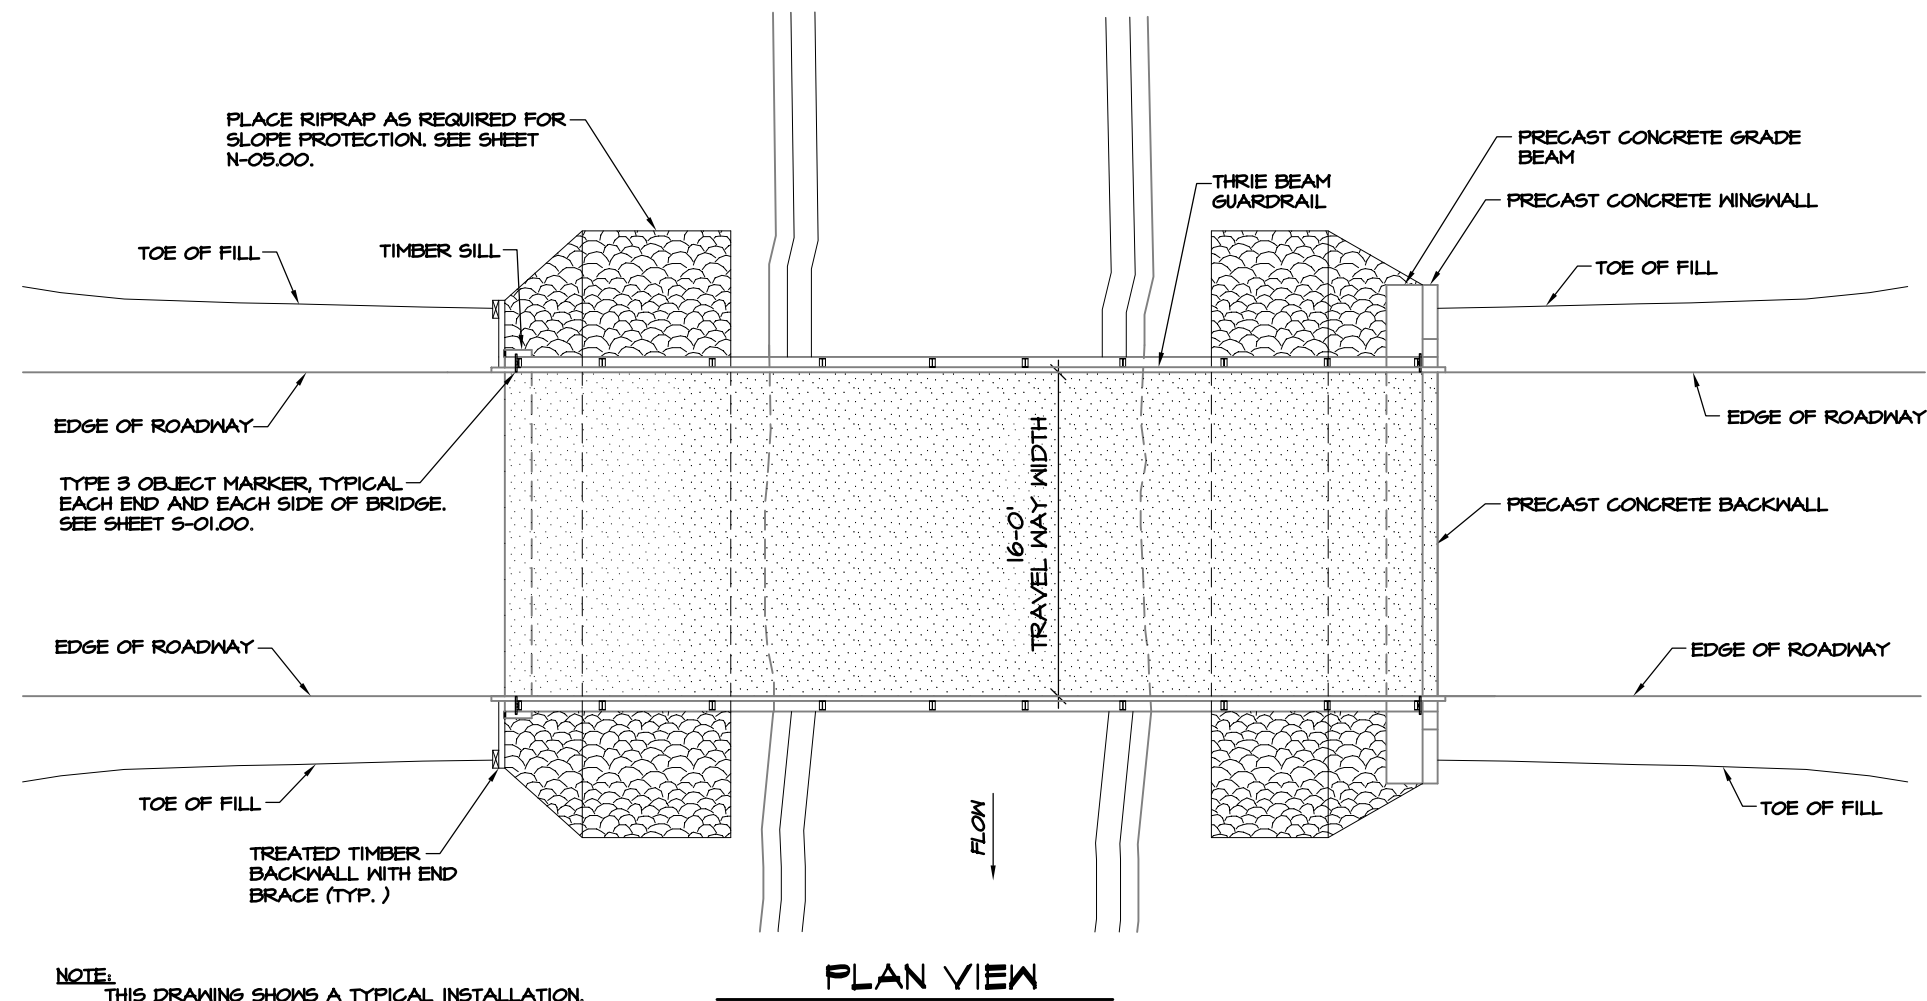 PLACE RIPRAP AS REQUIRED FOR
SLOPE PROTECTION. SEE SHEET
N-05.00.
PRECAST CONCRETE GRADE
BEAM
THRIE BEAM
GUARDRAIL
PRECAST CONCRETE WINGWALL
TOE OF FILL
TIMBER SILL
TOE OF FILL
EDGE OF ROADWAY
EDGE OF ROADWAY
TYPE 3 OBJECT MARKER, TYPICAL
EACH END AND EACH SIDE OF BRIDGE.
SEE SHEET S-01.00.
16-0'
TRAVEL WAY WIDTH
PRECAST CONCRETE BACKWALL
EDGE OF ROADWAY
EDGE OF ROADWAY
TOE OF FILL
FLOW
TOE OF FILL
TREATED TIMBER
BACKWALL WITH END
BRACE (TYP. )
PLAN VIEW
NOTE:
THIS DRAWING SHOWS A TYPICAL INSTALLATION.